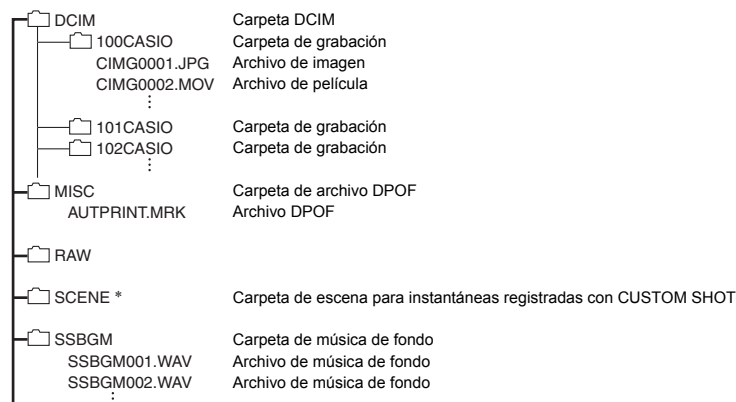 DCIM Carpeta DCIM
100CASIO Carpeta de grabación
CIMG0001.JPG Archivo de imagen
CIMG0002.MOV Archivo de película
101CASIO Carpeta de grabación
102CASIO Carpeta de grabación
MISC Carpeta de archivo DPOF
AUTPRINT.MRK Archivo DPOF
RAW
SCENE * Carpeta de escena para instantáneas registradas con CUSTOM SHOT
SSBGM Carpeta de música de fondo
SSBGM001.WAV Archivo de música de fondo
SSBGM002.WAV Archivo de música de fondo